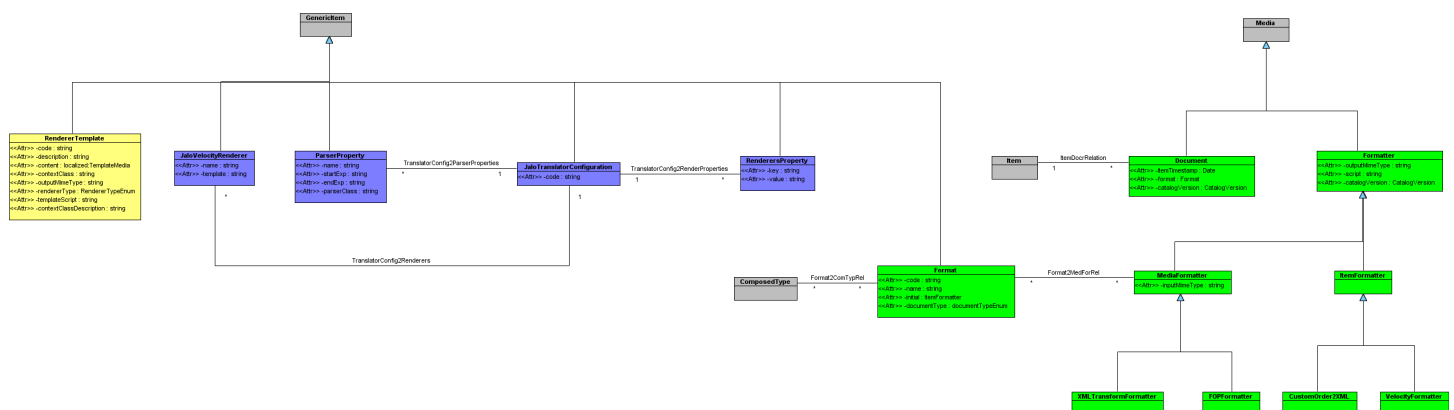 GenericItem
Media
RendererTemplate
<<Attr>> -code : string
<<Attr>> -description : string
<<Attr>> -content : localized:TemplateMedia
<<Attr>> -contextClass : string
<<Attr>> -outputMimeType : string
<<Attr>> -rendererType : RendererTypeEnum
<<Attr>> -templateScript : string
<<Attr>> -contextClassDescription : string
JaloVelocityRenderer
<<Attr>> -name : string
<<Attr>> -template : string
*
ParserProperty
<<Attr>> -name : string
<<Attr>> -startExp : string
<<Attr>> -endExp : string
<<Attr>> -parserClass : string
TranslatorConfig2ParserProperties
* 1
JaloTranslatorConfiguration
<<Attr>> -code : string
1
TranslatorConfig2RenderProperties
1 *
RenderersProperty
<<Attr>> -key : string
<<Attr>> -value : string
TranslatorConfig2Renderers
Item
ItemDocrRelation
1 *
Document
<<Attr>> -itemTimestamp : Date
<<Attr>> -format : Format
<<Attr>> -catalogVersion : CatalogVersion
Formatter
<<Attr>> -outputMimeType : string
<<Attr>> -script : string
<<Attr>> -catalogVersion : CatalogVersion
ComposedType
Format2ComTypRel
* *
Format
<<Attr>> -code : string
<<Attr>> -name : string
<<Attr>> -initial : ItemFormatter
<<Attr>> -documentType : documentTypeEnum
Format2MedForRel
* *
MediaFormatter
<<Attr>> -inputMimeType : string
ItemFormatter
XMLTransformFormatter
FOPFormatter
CustomOrder2XML
VelocityFormatter